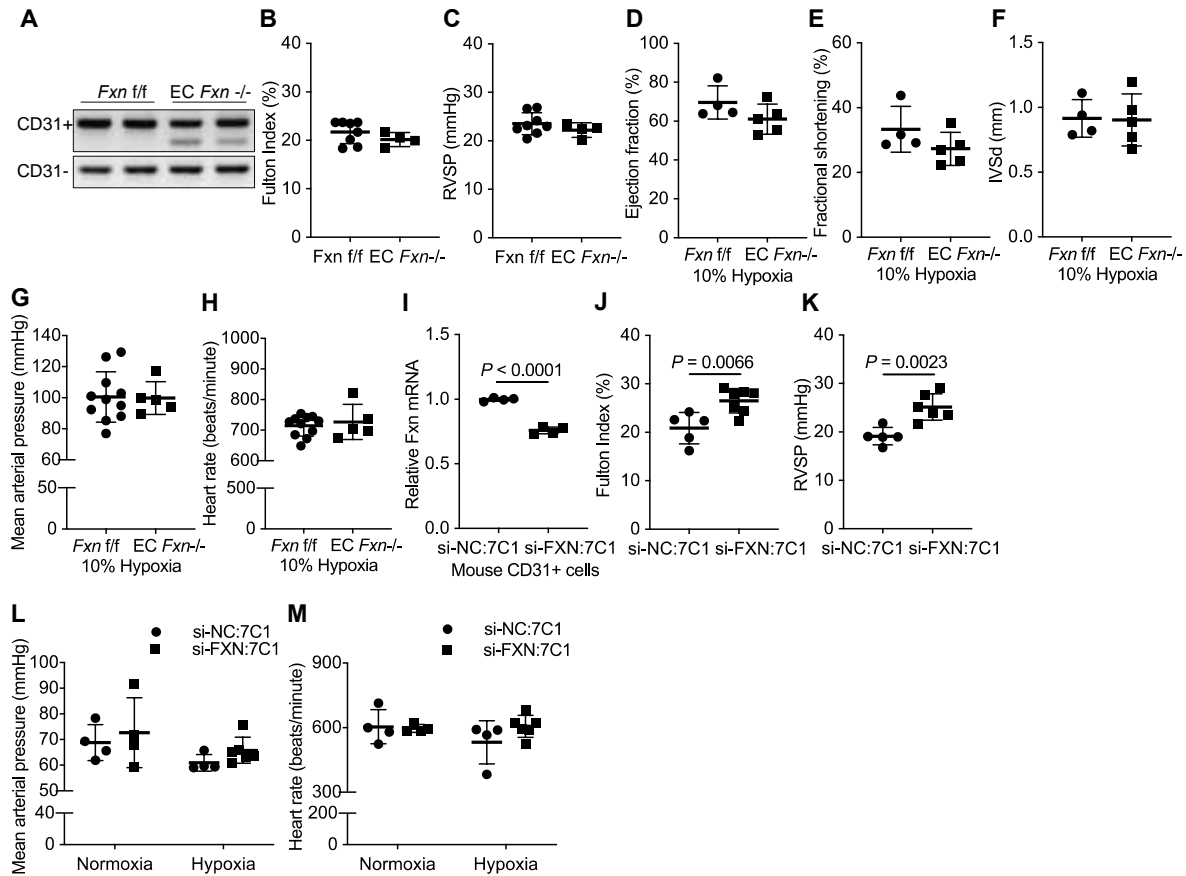 A
Fxn f/f EC Fxn -/-
CD31+
CD31-
B
Fulton Index (%)
40
30
20
10
0
Fxn f/f EC Fxn-/-
C
RVSP (mmHg)
40
30
20
10
0
Fxn f/f EC Fxn-/-
D
Ejection fraction (%)
100
80
60
40
20
0
Fxn f/f EC Fxn-/-
10% Hypoxia
E
Fractional shortening (%)
60
40
20
0
Fxn f/f EC Fxn-/-
10% Hypoxia
F
IVSd (mm)
1.5
1.0
0.5
0.0
Fxn f/f EC Fxn-/-
10% Hypoxia
G
Mean arterial pressure (mmHg)
140
120
100
80
60
50
0
Fxn f/f EC Fxn-/-
10% Hypoxia
H
Heart rate (beats/minute)
1000
900
800
700
600
500
0
Fxn f/f EC Fxn-/-
10% Hypoxia
I
Relative Fxn mRNA
1.5
1.0
0.5
0.0
P < 0.0001
si-NC:7C1 si-FXN:7C1
Mouse CD31+ cells
J
Fulton Index (%)
40
30
20
10
0
P = 0.0066
si-NC:7C1 si-FXN:7C1
K
RVSP (mmHg)
40
30
20
10
0
P = 0.0023
si-NC:7C1 si-FXN:7C1
L
si-NC:7C1
si-FXN:7C1
Mean arterial pressure (mmHg)
100
90
80
70
60
50
40
0
Normoxia Hypoxia
M
si-NC:7C1
si-FXN:7C1
Heart rate (beats/minute)
900
600
300
200
0
Normoxia Hypoxia